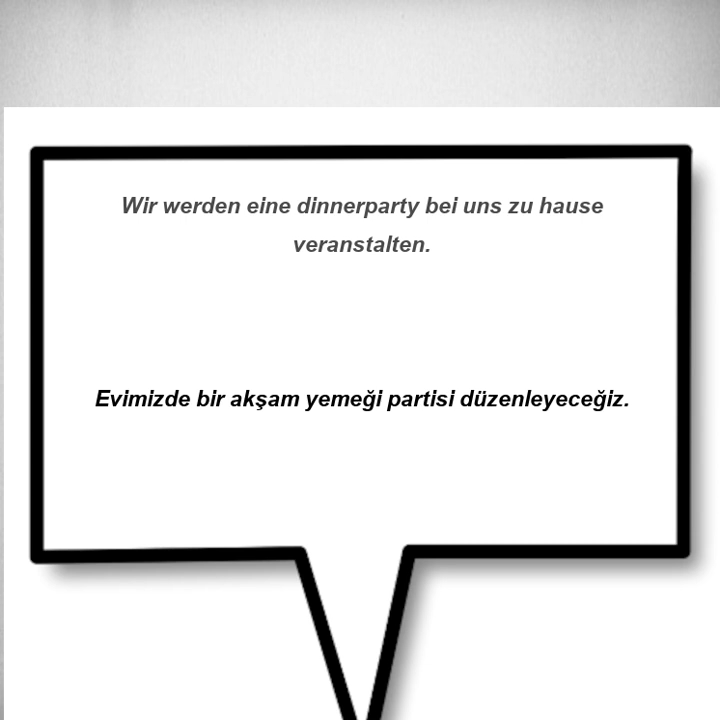 Wir werden eine dinnerparty bei uns zu hause
veranstalten.
Evimizde bir akşam yemeği partisi düzenleyeceğiz.